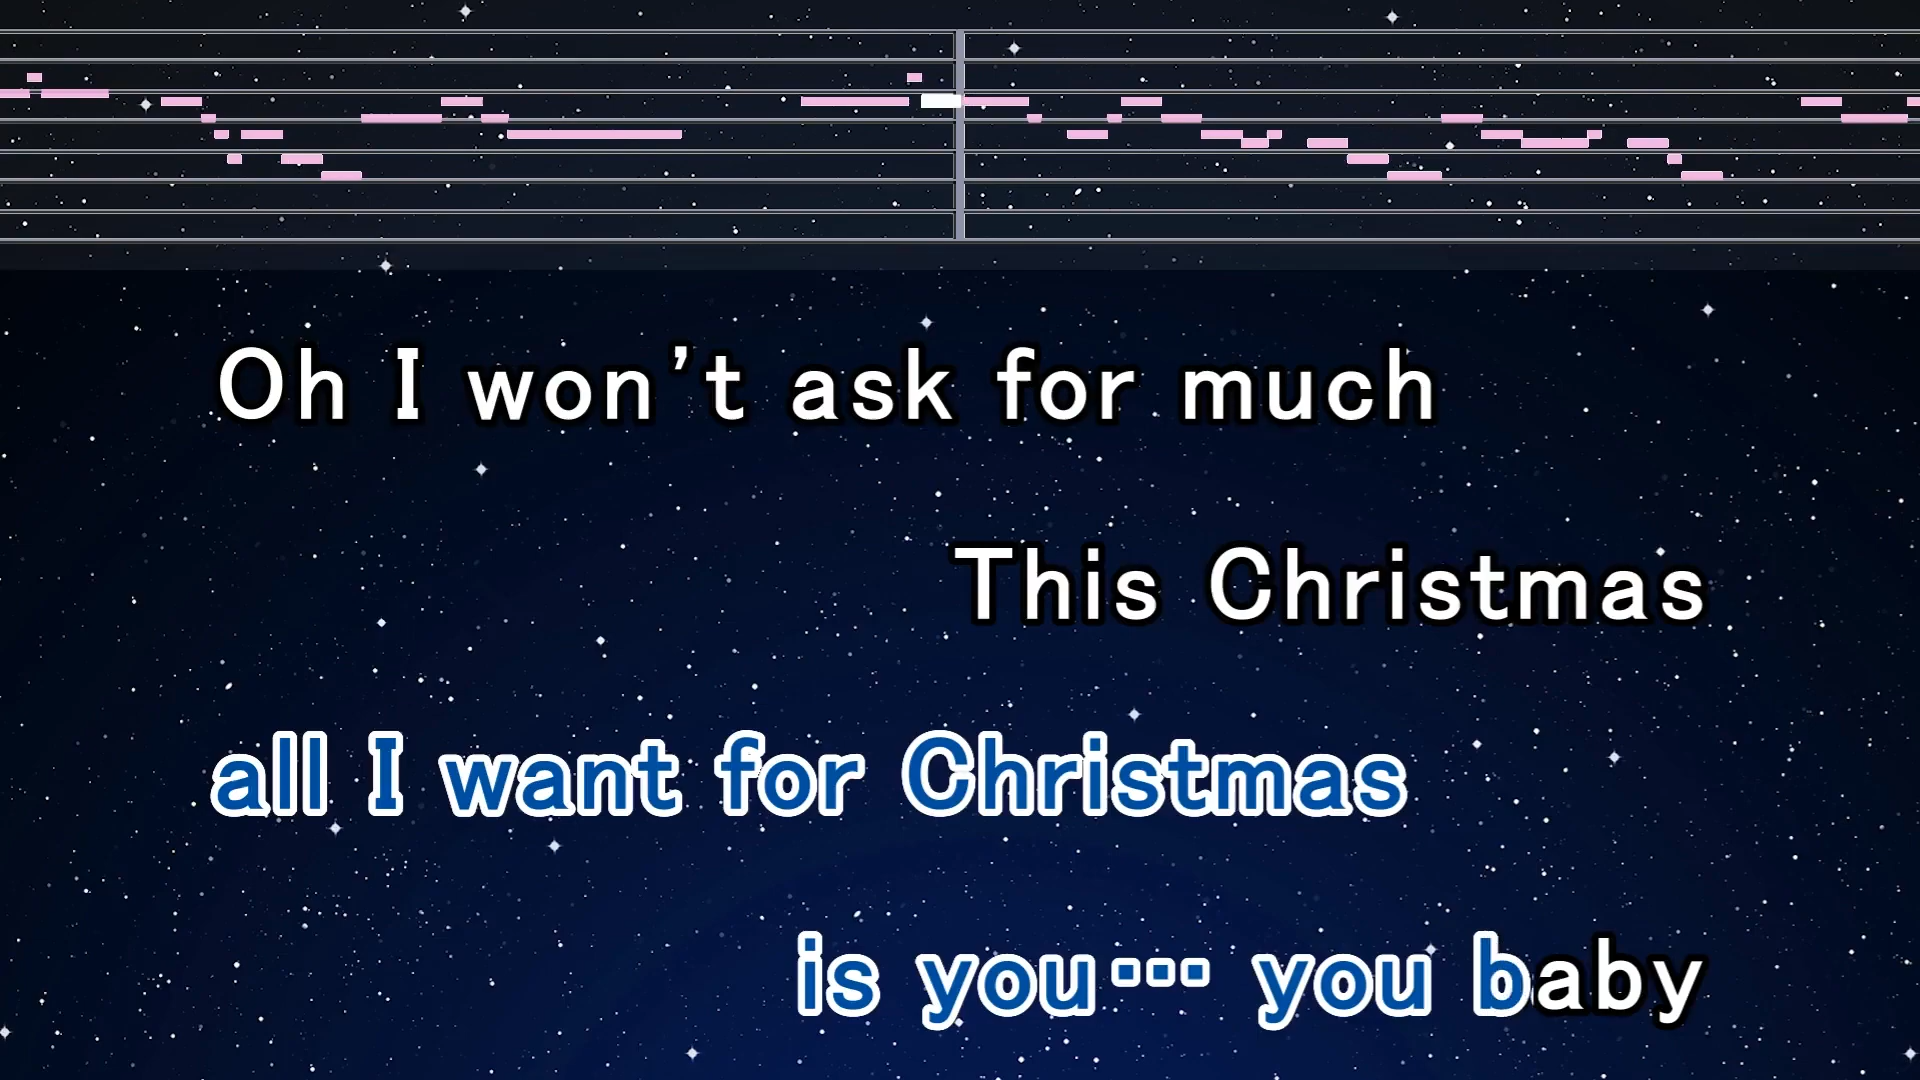 Oh I won't ask for much
This Christmas
all I want for Christmas
is you… you baby